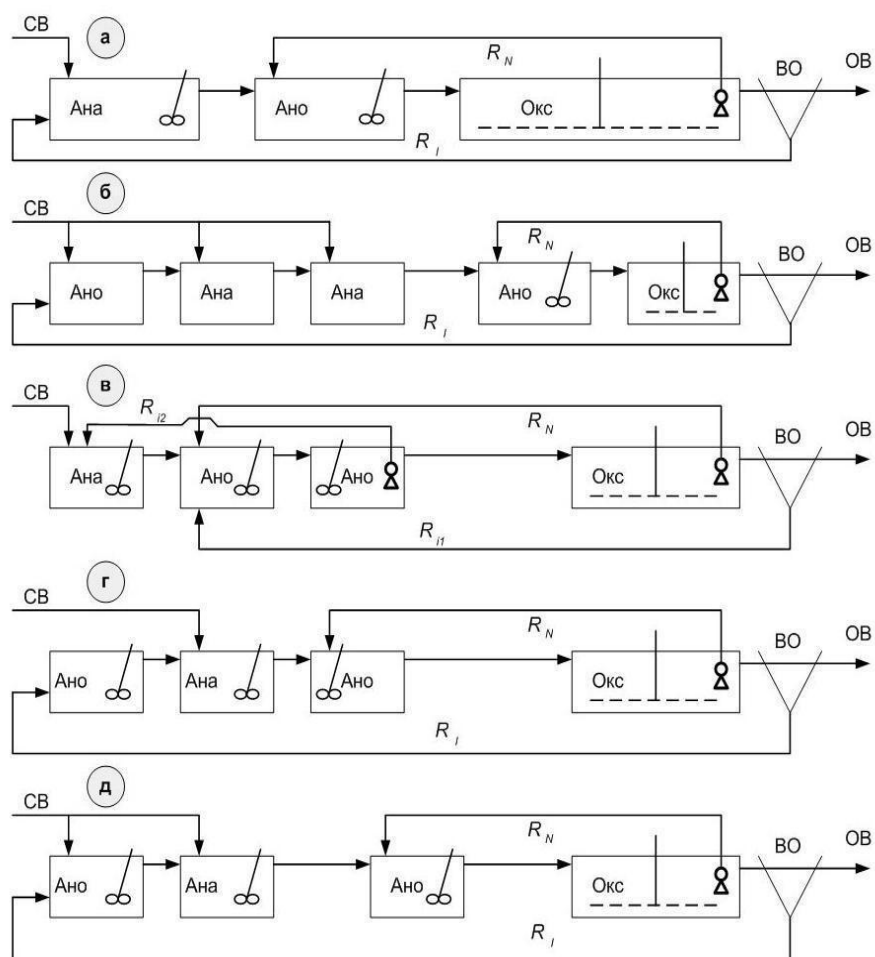 СВ
а
R N
ВО
ОВ
Ана
Ано
Окс
R I
СВ
б
R N
ВО
ОВ
Ано
Ана
Ана
Ано
Окс
R I
СВ
в
R i2
R N
ВО
ОВ
Ана
Ано
Ано
Окс
R i1
СВ
г
R N
ВО
ОВ
Ано
Ана
Ано
Окс
R I
СВ
д
R N
ВО
ОВ
Ано
Ана
Ано
Окс
R I